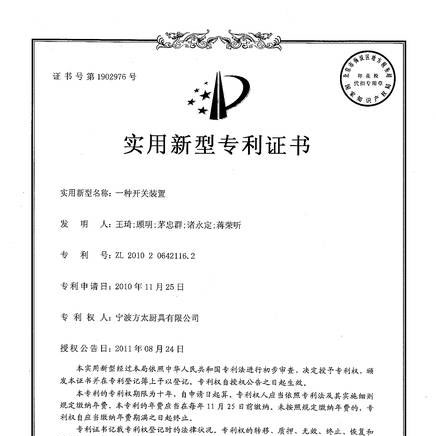 证书号第1902976号
实用新型专利证书
实用新型名称：一种开关装置
发 明 人：王琦;顾明;茅忠群;诸永定;蒋荣昕
专 利 号：ZL 2010 2 0642116.2
专利申请日：2010年11月25日
专 利 权 人：宁波方太厨具有限公司
授权公告日：2011年08月24日
本实用新型经过本局依照中华人民共和国专利法进行初步审查，决定授予专利权，颁
发本证书并在专利登记簿上予以登记。专利权自授权公告之日起生效。
本专利的专利权期限为十年，自申请日起算。专利权人应当依照专利法及其实施细则
规定缴纳年费。本专利的年费应当在每年11月25日前缴纳。未按照规定缴纳年费的，专利
权自应当缴纳年费期满之日起终止。
专利证书记载专利权登记时的法律状况。专利权的转移、质押、无效、终止、恢复和